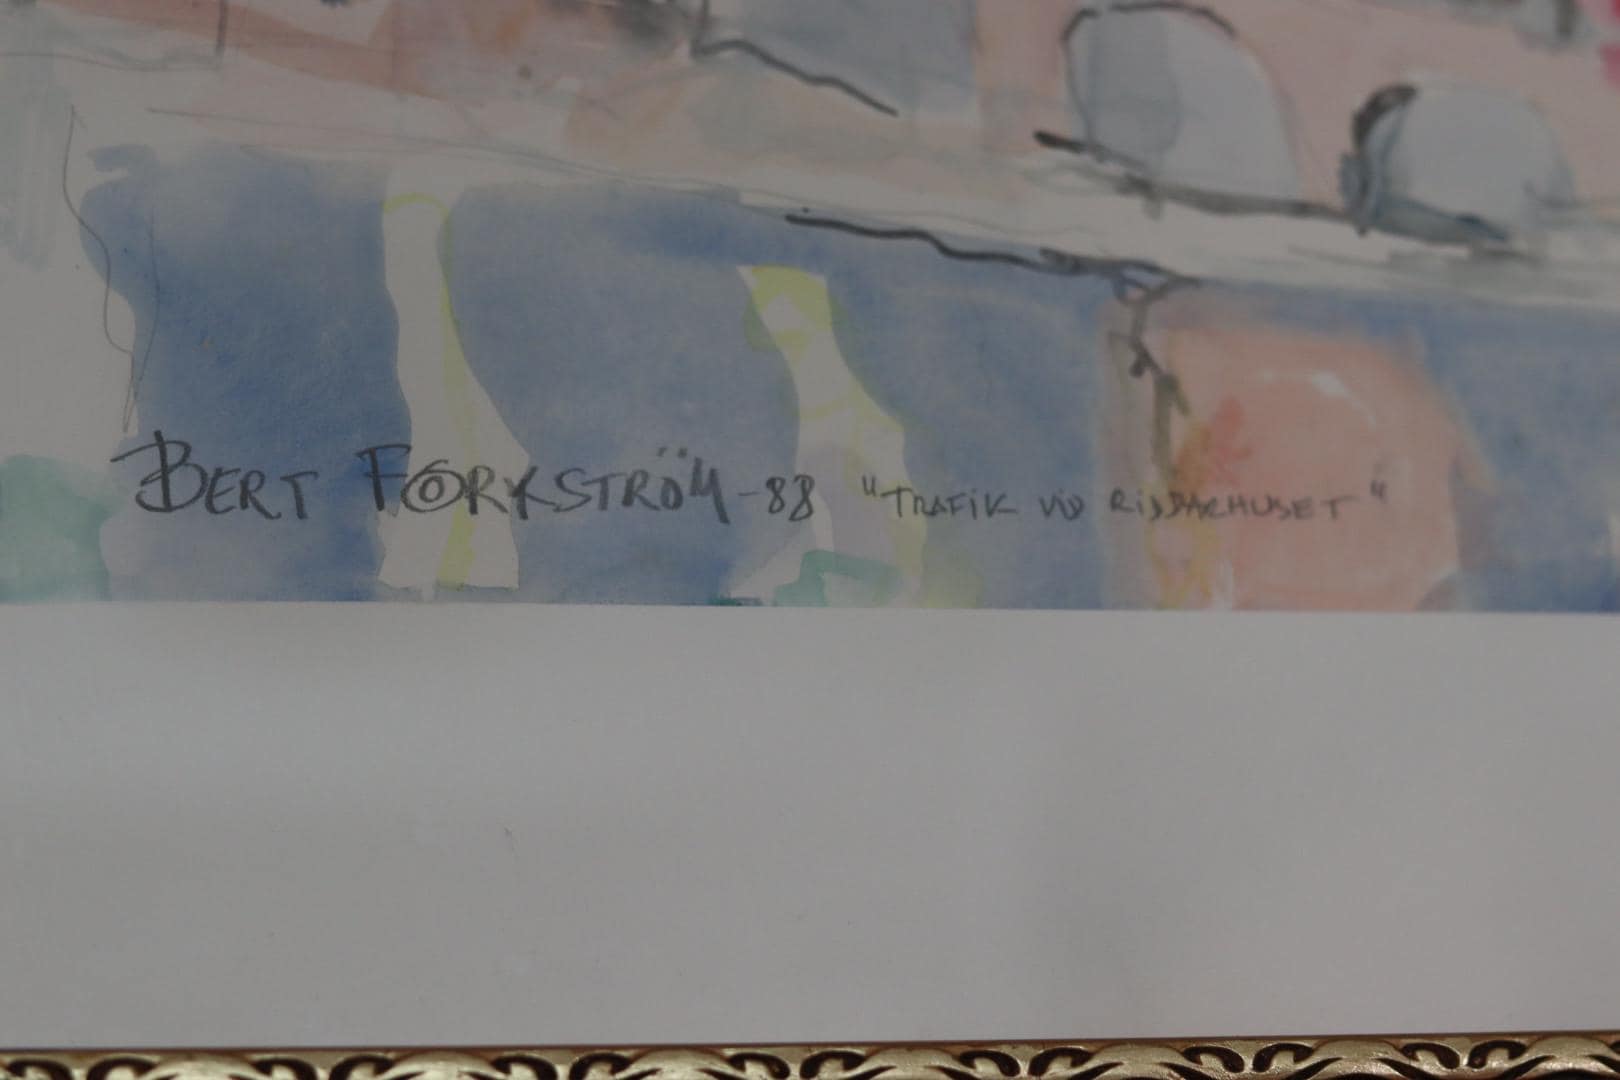 BERT FORKSTRÖM -88 "TRAFIK VID RIDDARHUSET"